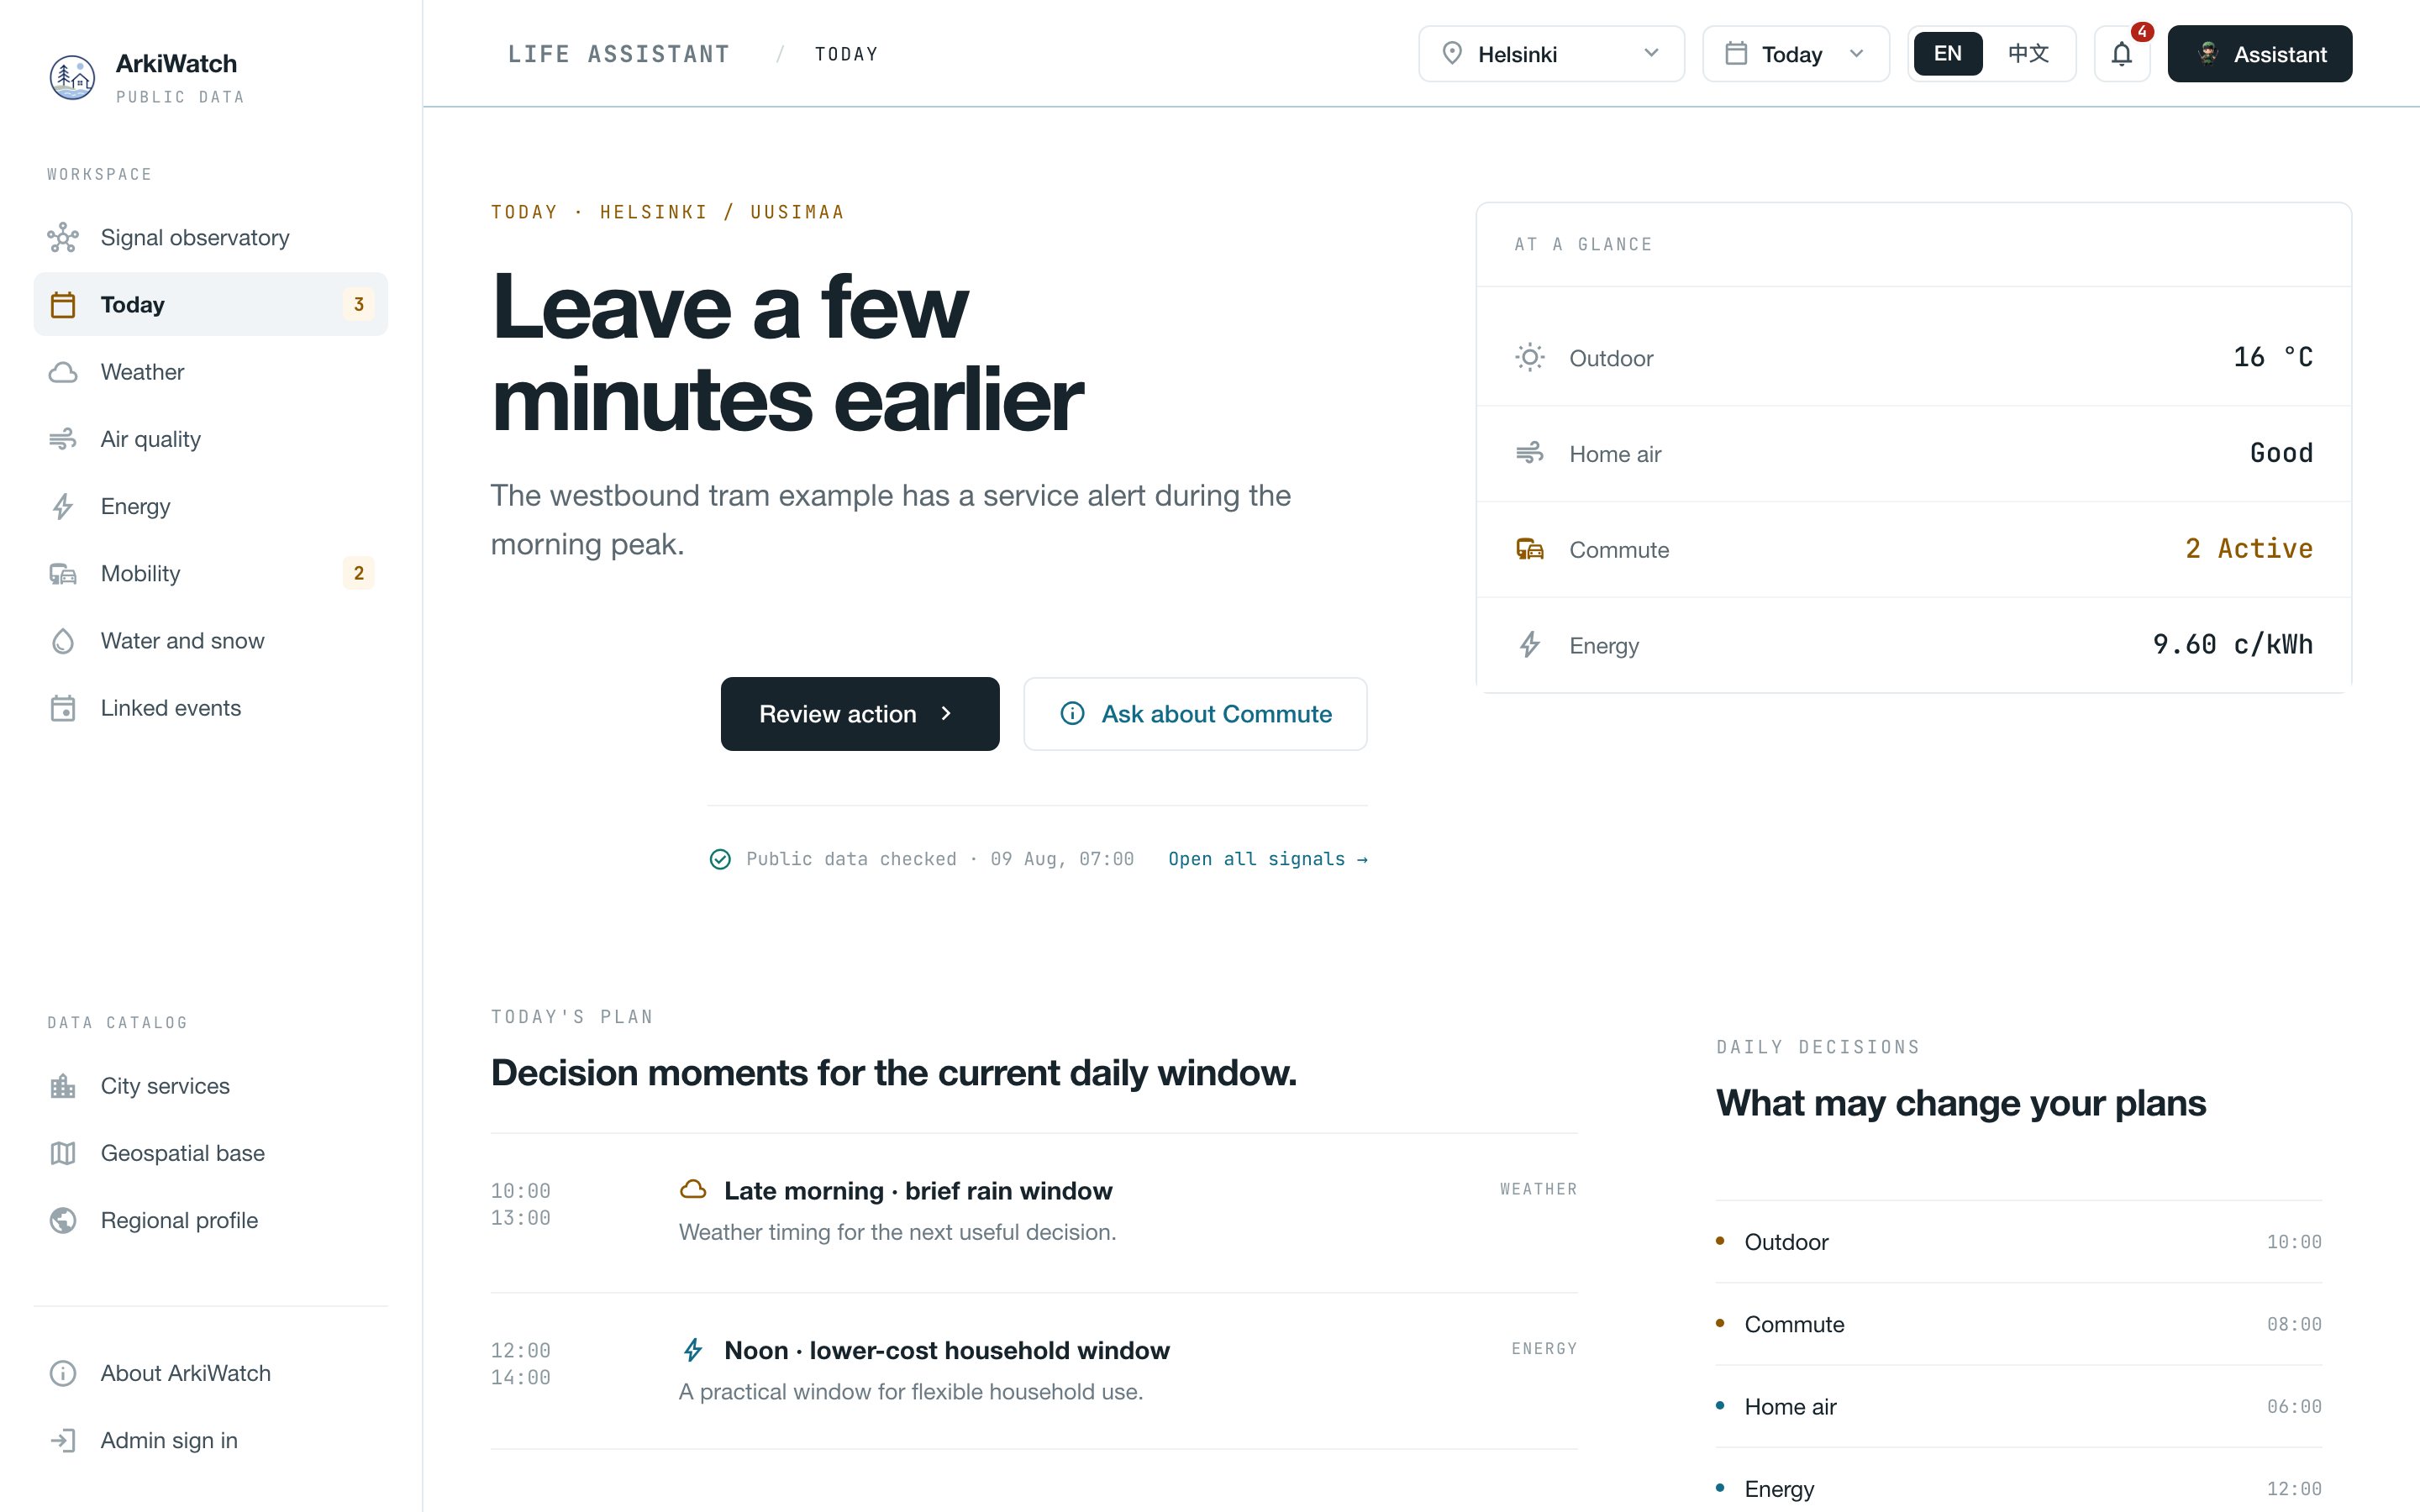 ArkiWatch
PUBLIC DATA
WORKSPACE
Signal observatory
Today 3
Weather
Air quality
Energy
Mobility 2
Water and snow
Linked events
DATA CATALOG
City services
Geospatial base
Regional profile
About ArkiWatch
Admin sign in
LIFE ASSISTANT / TODAY
Helsinki
Today
EN 中文
4
Assistant
TODAY · HELSINKI / UUSIMAA
Leave a few
minutes earlier
The westbound tram example has a service alert during the
morning peak.
Review action
Ask about Commute
Public data checked · 09 Aug, 07:00 Open all signals →
AT A GLANCE
Outdoor 16 °C
Home air Good
Commute 2 Active
Energy 9.60 c/kWh
TODAY'S PLAN
Decision moments for the current daily window.
10:00
13:00
Late morning · brief rain window
Weather timing for the next useful decision.
WEATHER
12:00
14:00
Noon · lower-cost household window
A practical window for flexible household use.
ENERGY
DAILY DECISIONS
What may change your plans
Outdoor 10:00
Commute 08:00
Home air 06:00
Energy 12:00